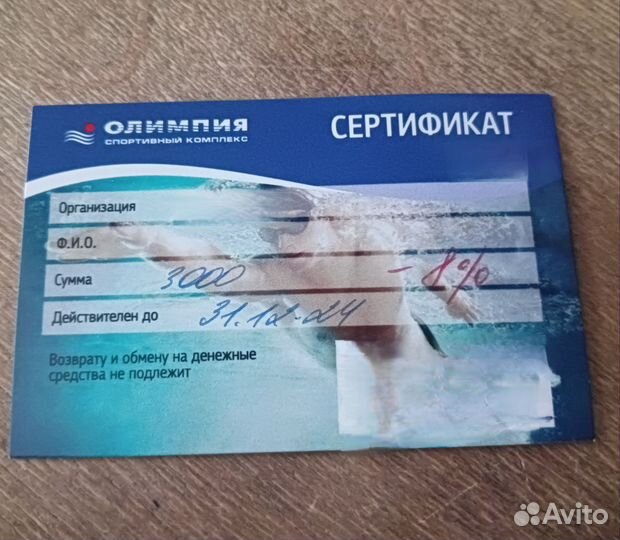 ОЛИМПИЯ
СПОРТИВНЫЙ КОМПЛЕКС
СЕРТИФИКАТ
Организация
Ф.И.О.
Сумма 3000 - 8%
Действителен до 31.12.24
Возврату и обмену на денежные
средства не подлежит
Avito